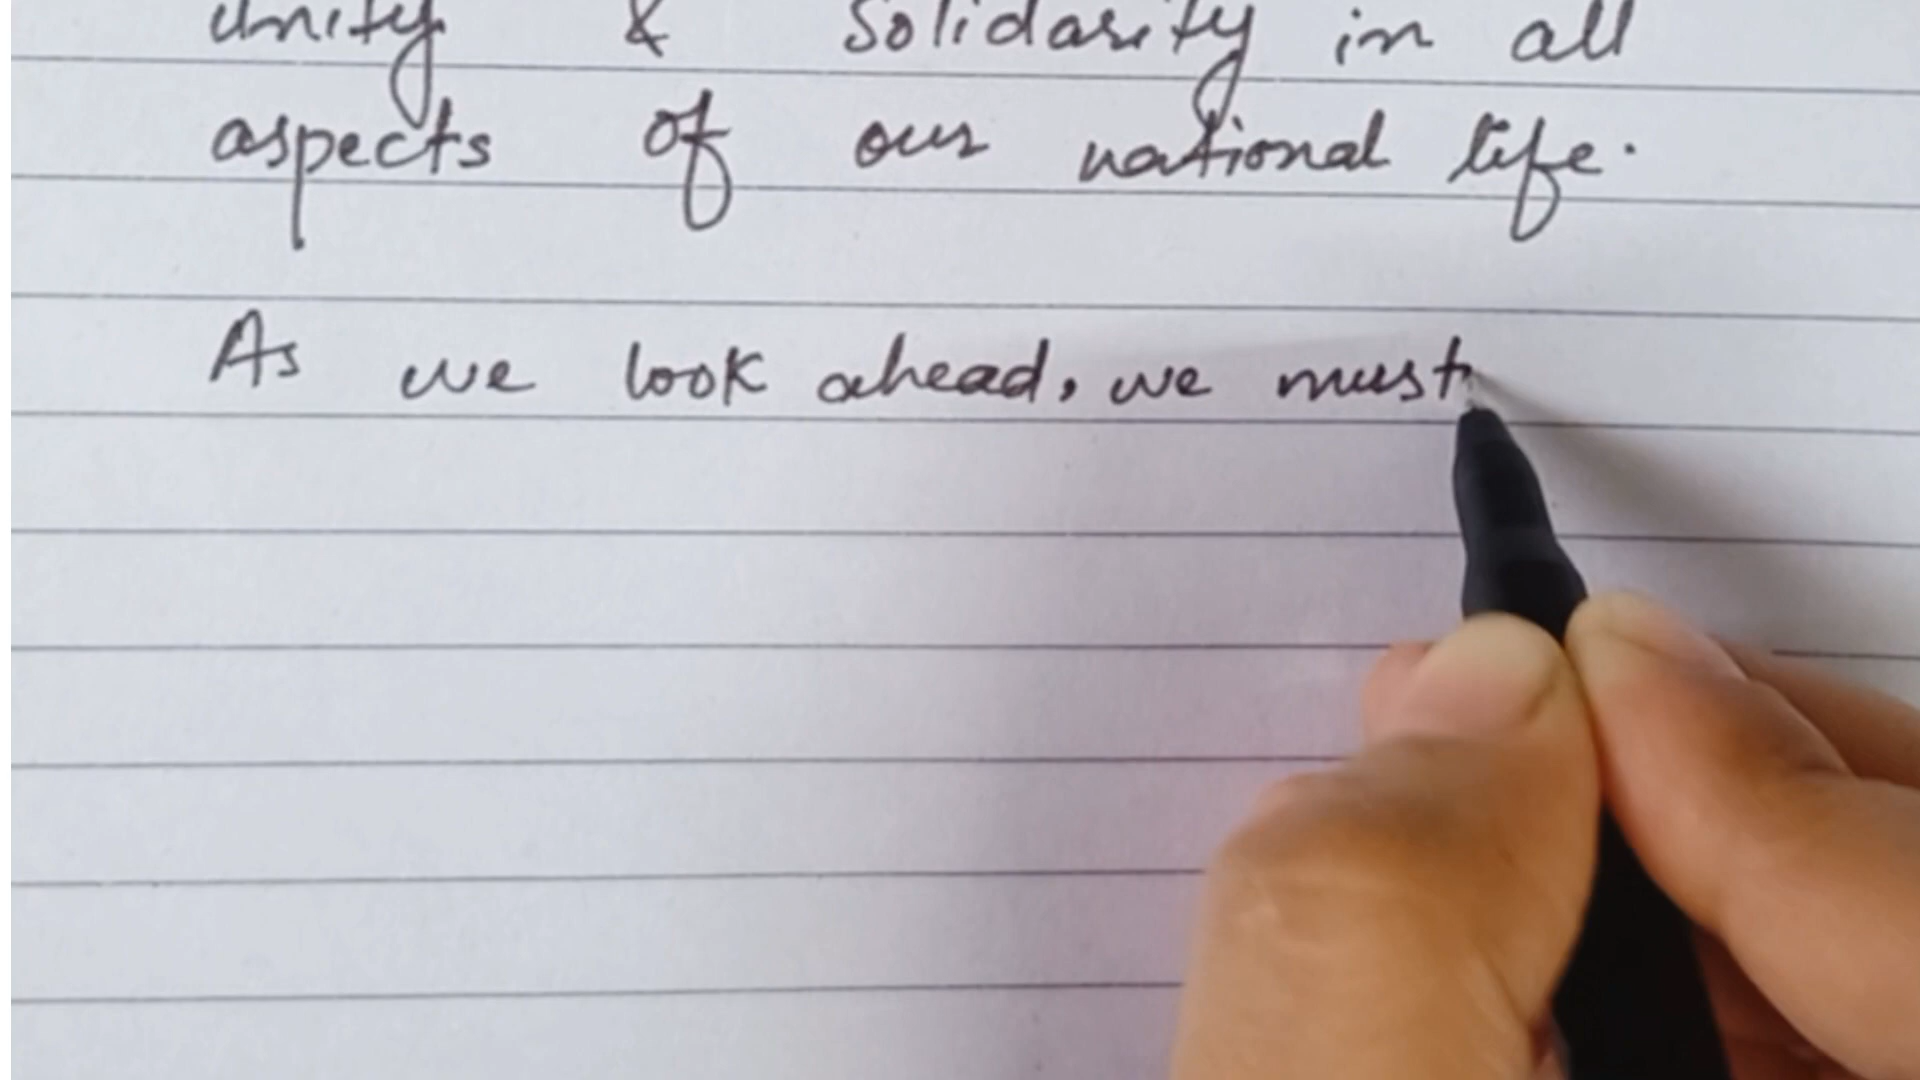 unity & Solidarity in all
aspects of our national life.
As we look ahead, we must